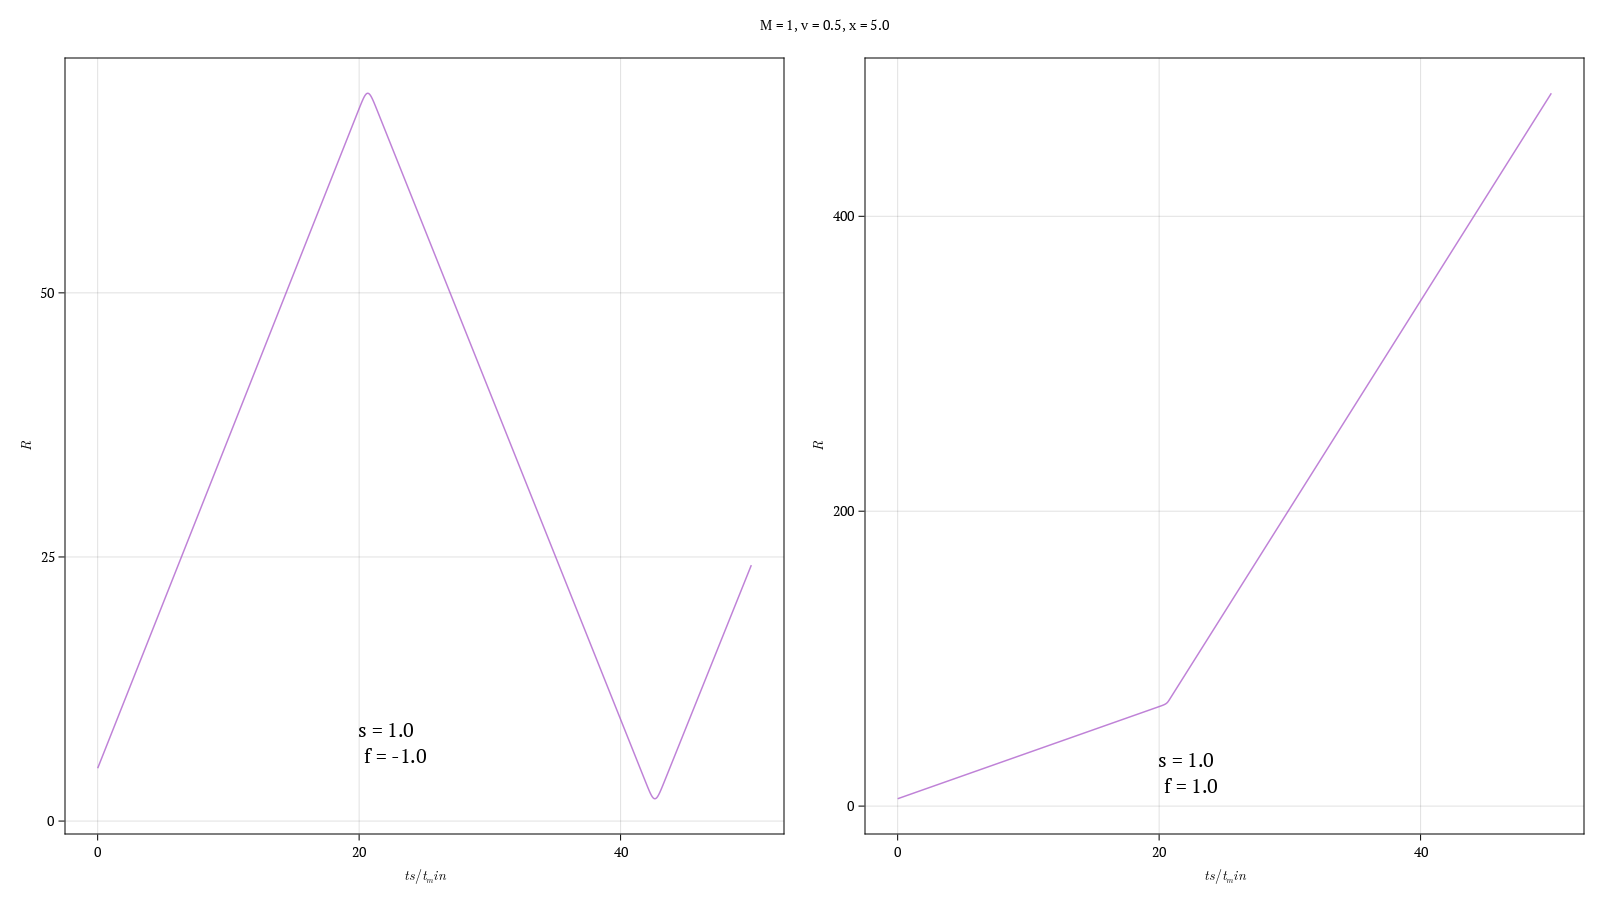 M = 1, v = 0.5, x = 5.0
50
25
0
R
s = 1.0
f = -1.0
0
20
40
ts/t_min
400
200
0
R
s = 1.0
f = 1.0
0
20
40
ts/t_min